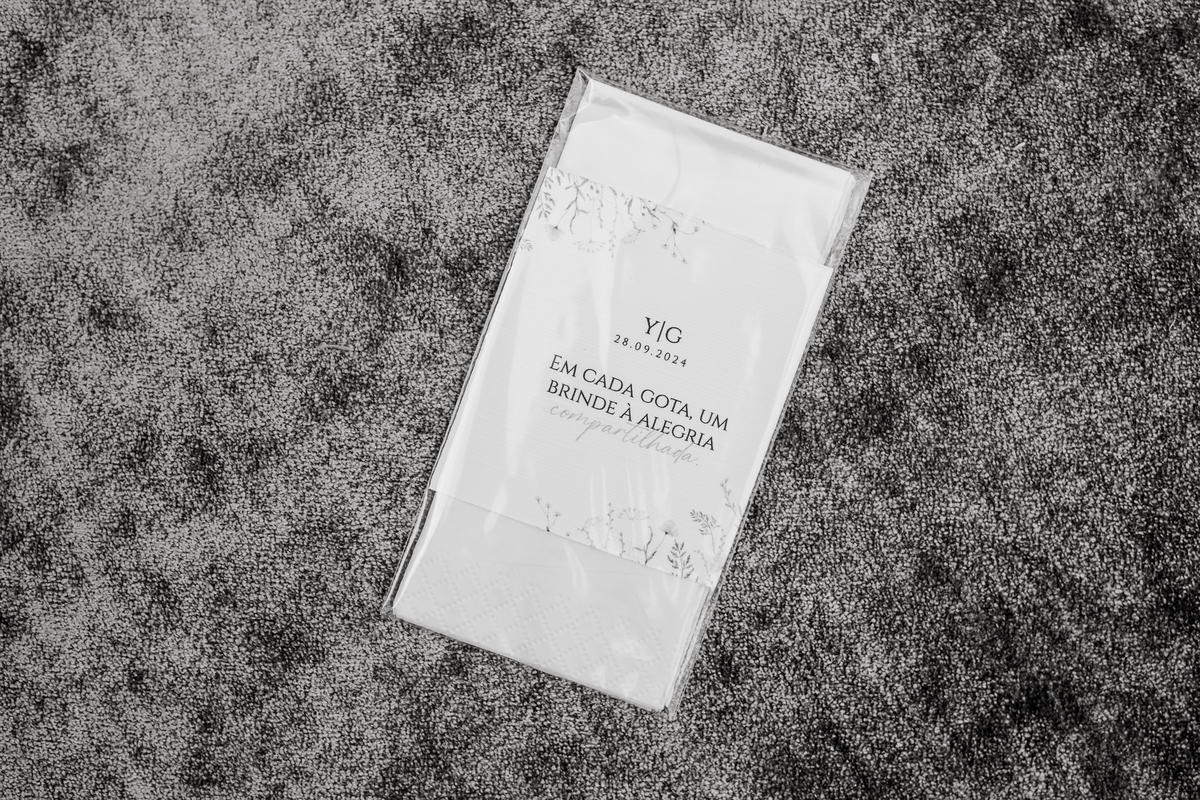 Y|G
28.09.2024
EM CADA GOTA, UM
BRINDE À ALEGRIA
compartilhada.